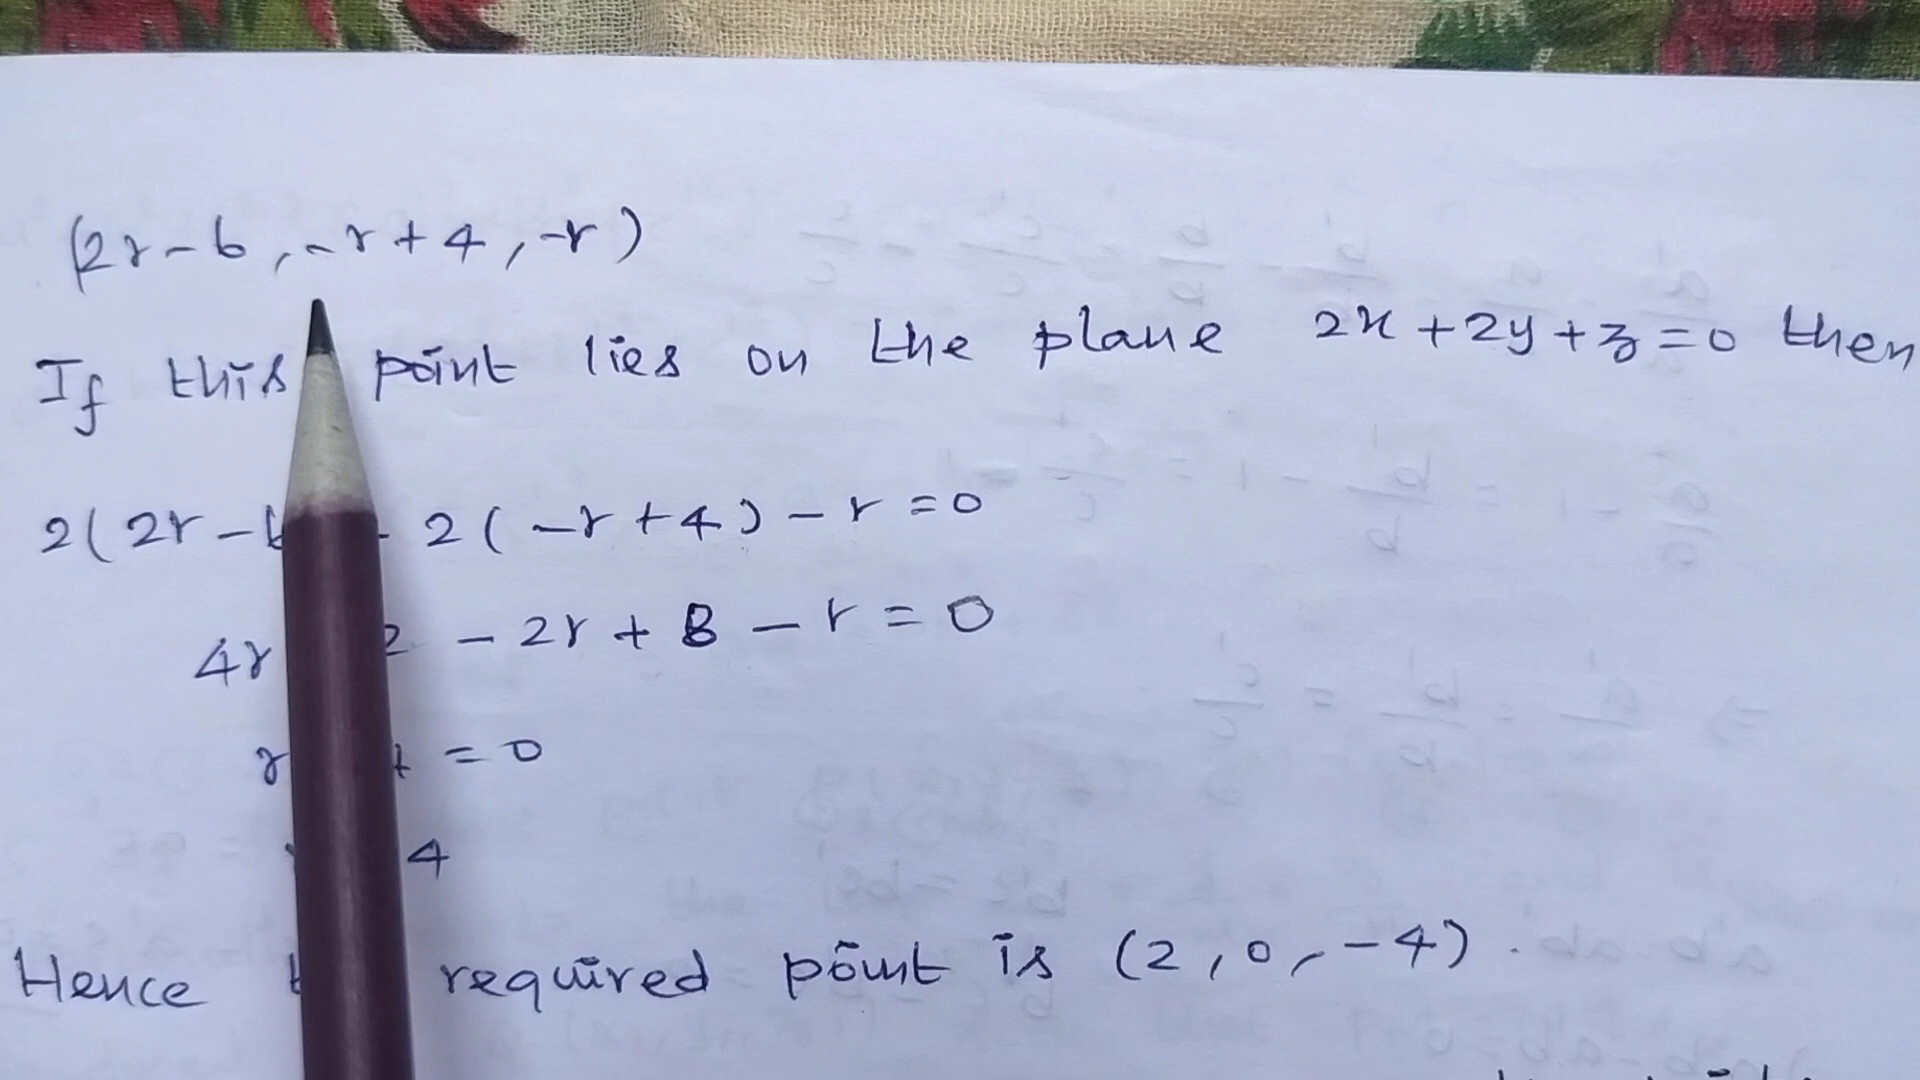 (2r-6, -r+4, -r)
If this point lies on the plane 2x+2y+z=0 then
2(2r- 2(-r+4)-r=0
4r 2 - 2r + 8 - r = 0
r =0
4
Hence required point is (2, 0, -4).